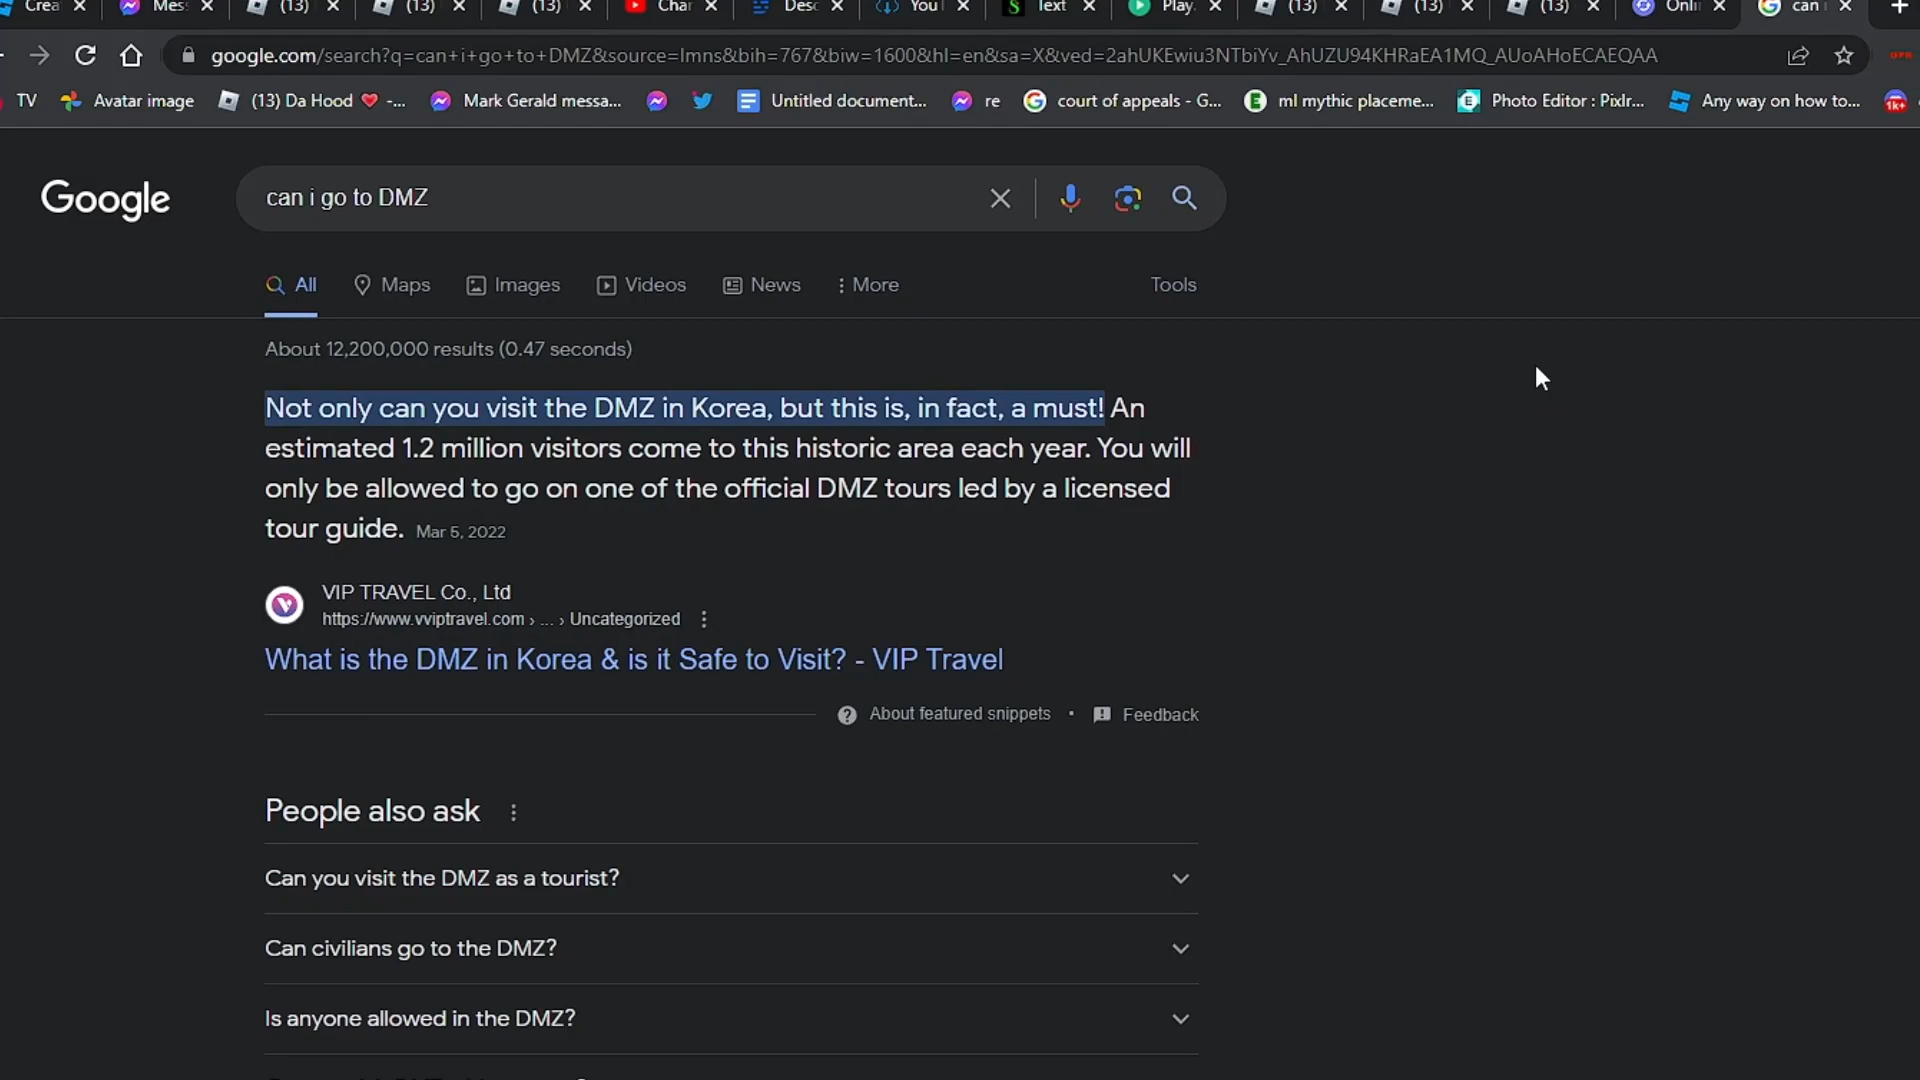 Crea
Mes
(13)
(13)
(13)
Char
Desc
You
Text
Play
(13)
(13)
(13)
Onli
can i
google.com/search?q=can+i+go+to+DMZ&source=lmns&bih=767&biw=1600&hl=en&sa=X&ved=2ahUKEwiu3NTbiYv_AhUZU94KHRaEA1MQ_AUoAHoECAEQAA
TV
Avatar image
(13) Da Hood ❤ -...
Mark Gerald messa...
Untitled document...
re
court of appeals - G...
ml mythic placeme...
Photo Editor : Pixlr...
Any way on how to...
1k+
Google
can i go to DMZ
All
Maps
Images
Videos
News
More
Tools
About 12,200,000 results (0.47 seconds)
Not only can you visit the DMZ in Korea, but this is, in fact, a must! An
estimated 1.2 million visitors come to this historic area each year. You will
only be allowed to go on one of the official DMZ tours led by a licensed
tour guide. Mar 5, 2022
VIP TRAVEL Co., Ltd
https://www.vviptravel.com › ... › Uncategorized
What is the DMZ in Korea & is it Safe to Visit? - VIP Travel
About featured snippets • Feedback
People also ask
Can you visit the DMZ as a tourist?
Can civilians go to the DMZ?
Is anyone allowed in the DMZ?